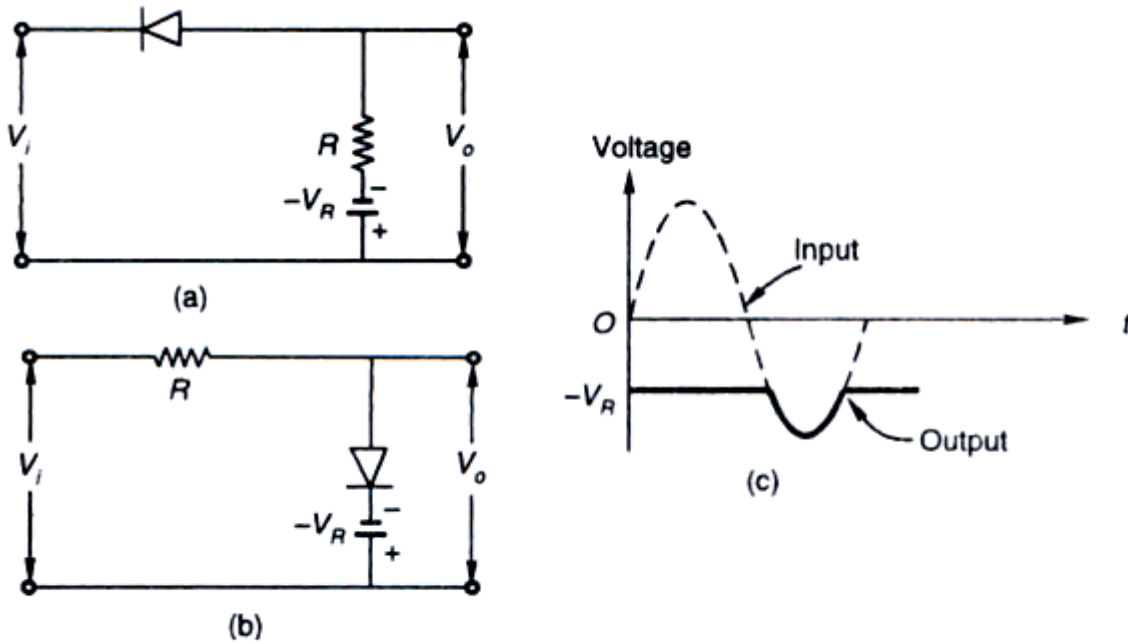 V_i
R
−V_R
−
+
V_o
(a)
R
V_i
−V_R
−
+
V_o
(b)
Voltage
Input
O
t
−V_R
Output
(c)